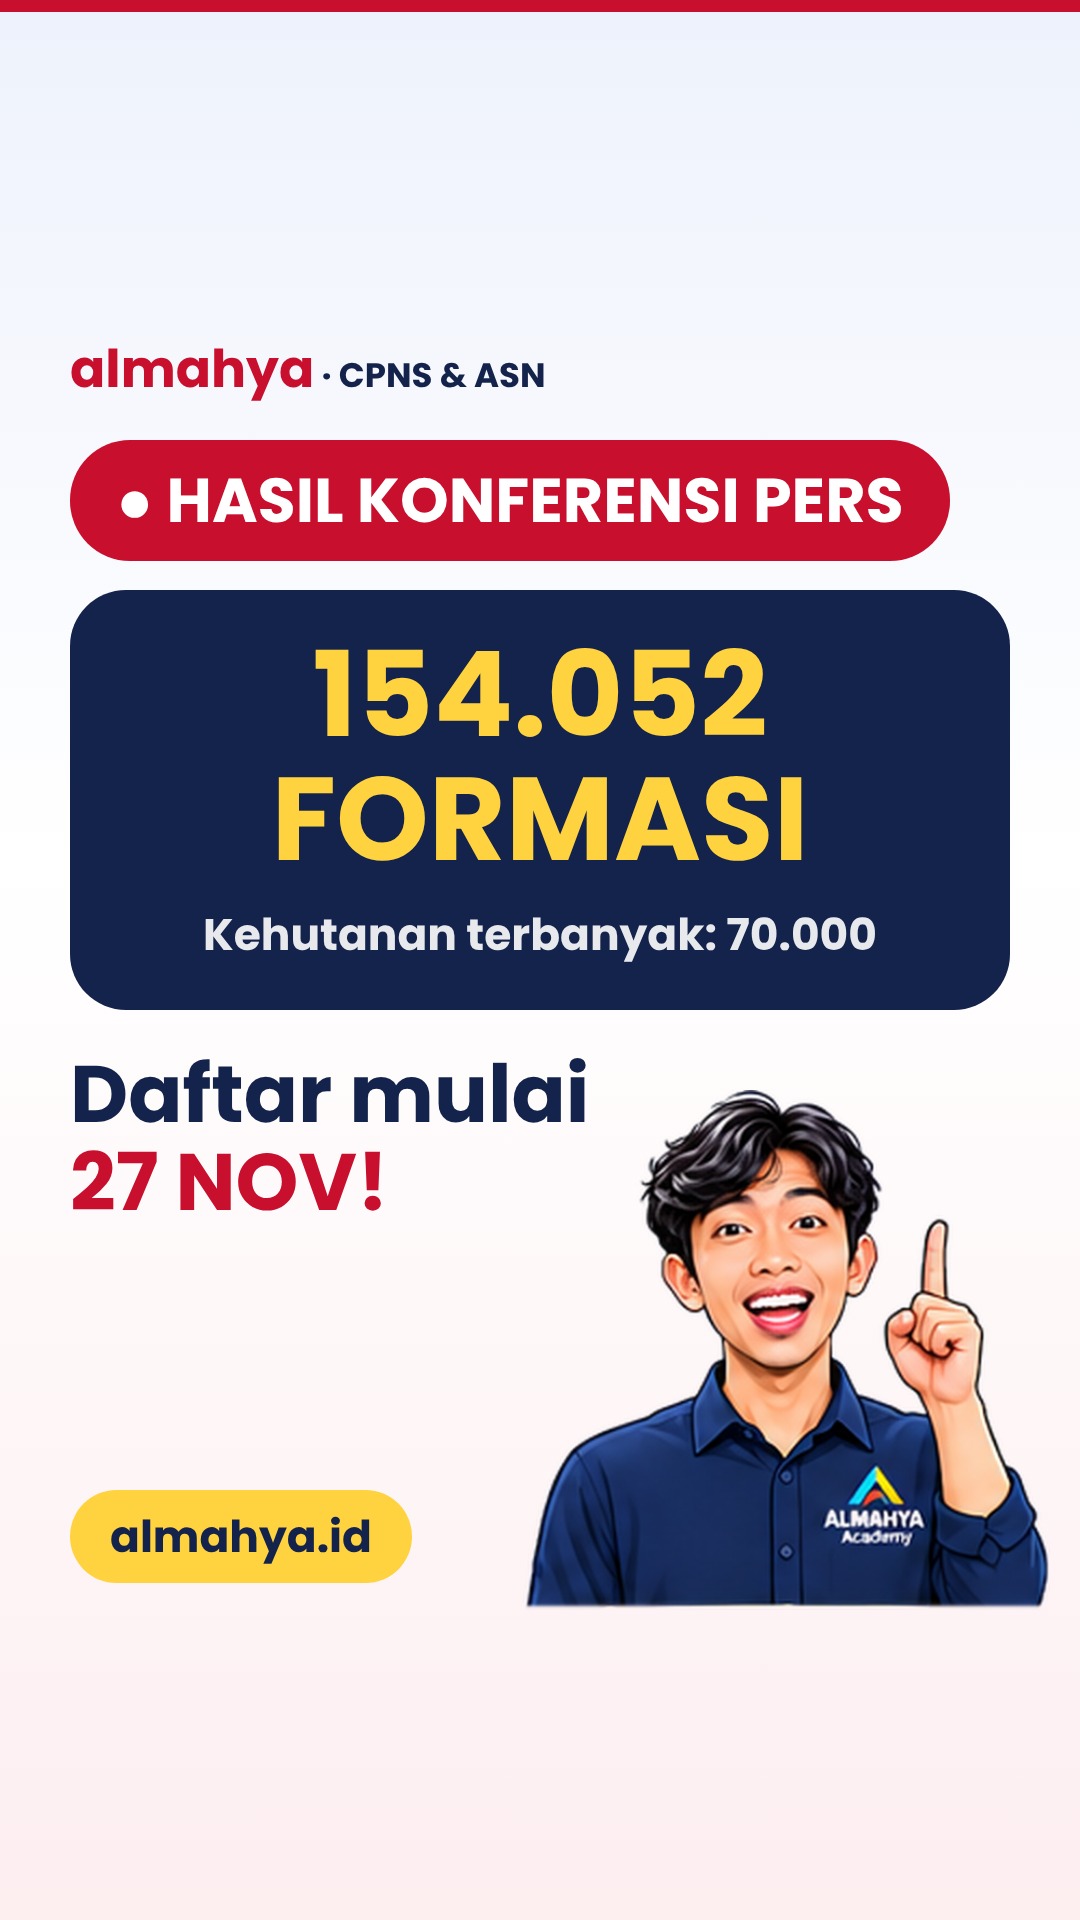 almahya · CPNS & ASN
• HASIL KONFERENSI PERS
154.052
FORMASI
Kehutanan terbanyak: 70.000
Daftar mulai
27 NOV!
ALMAHYA
Academy
almahya.id